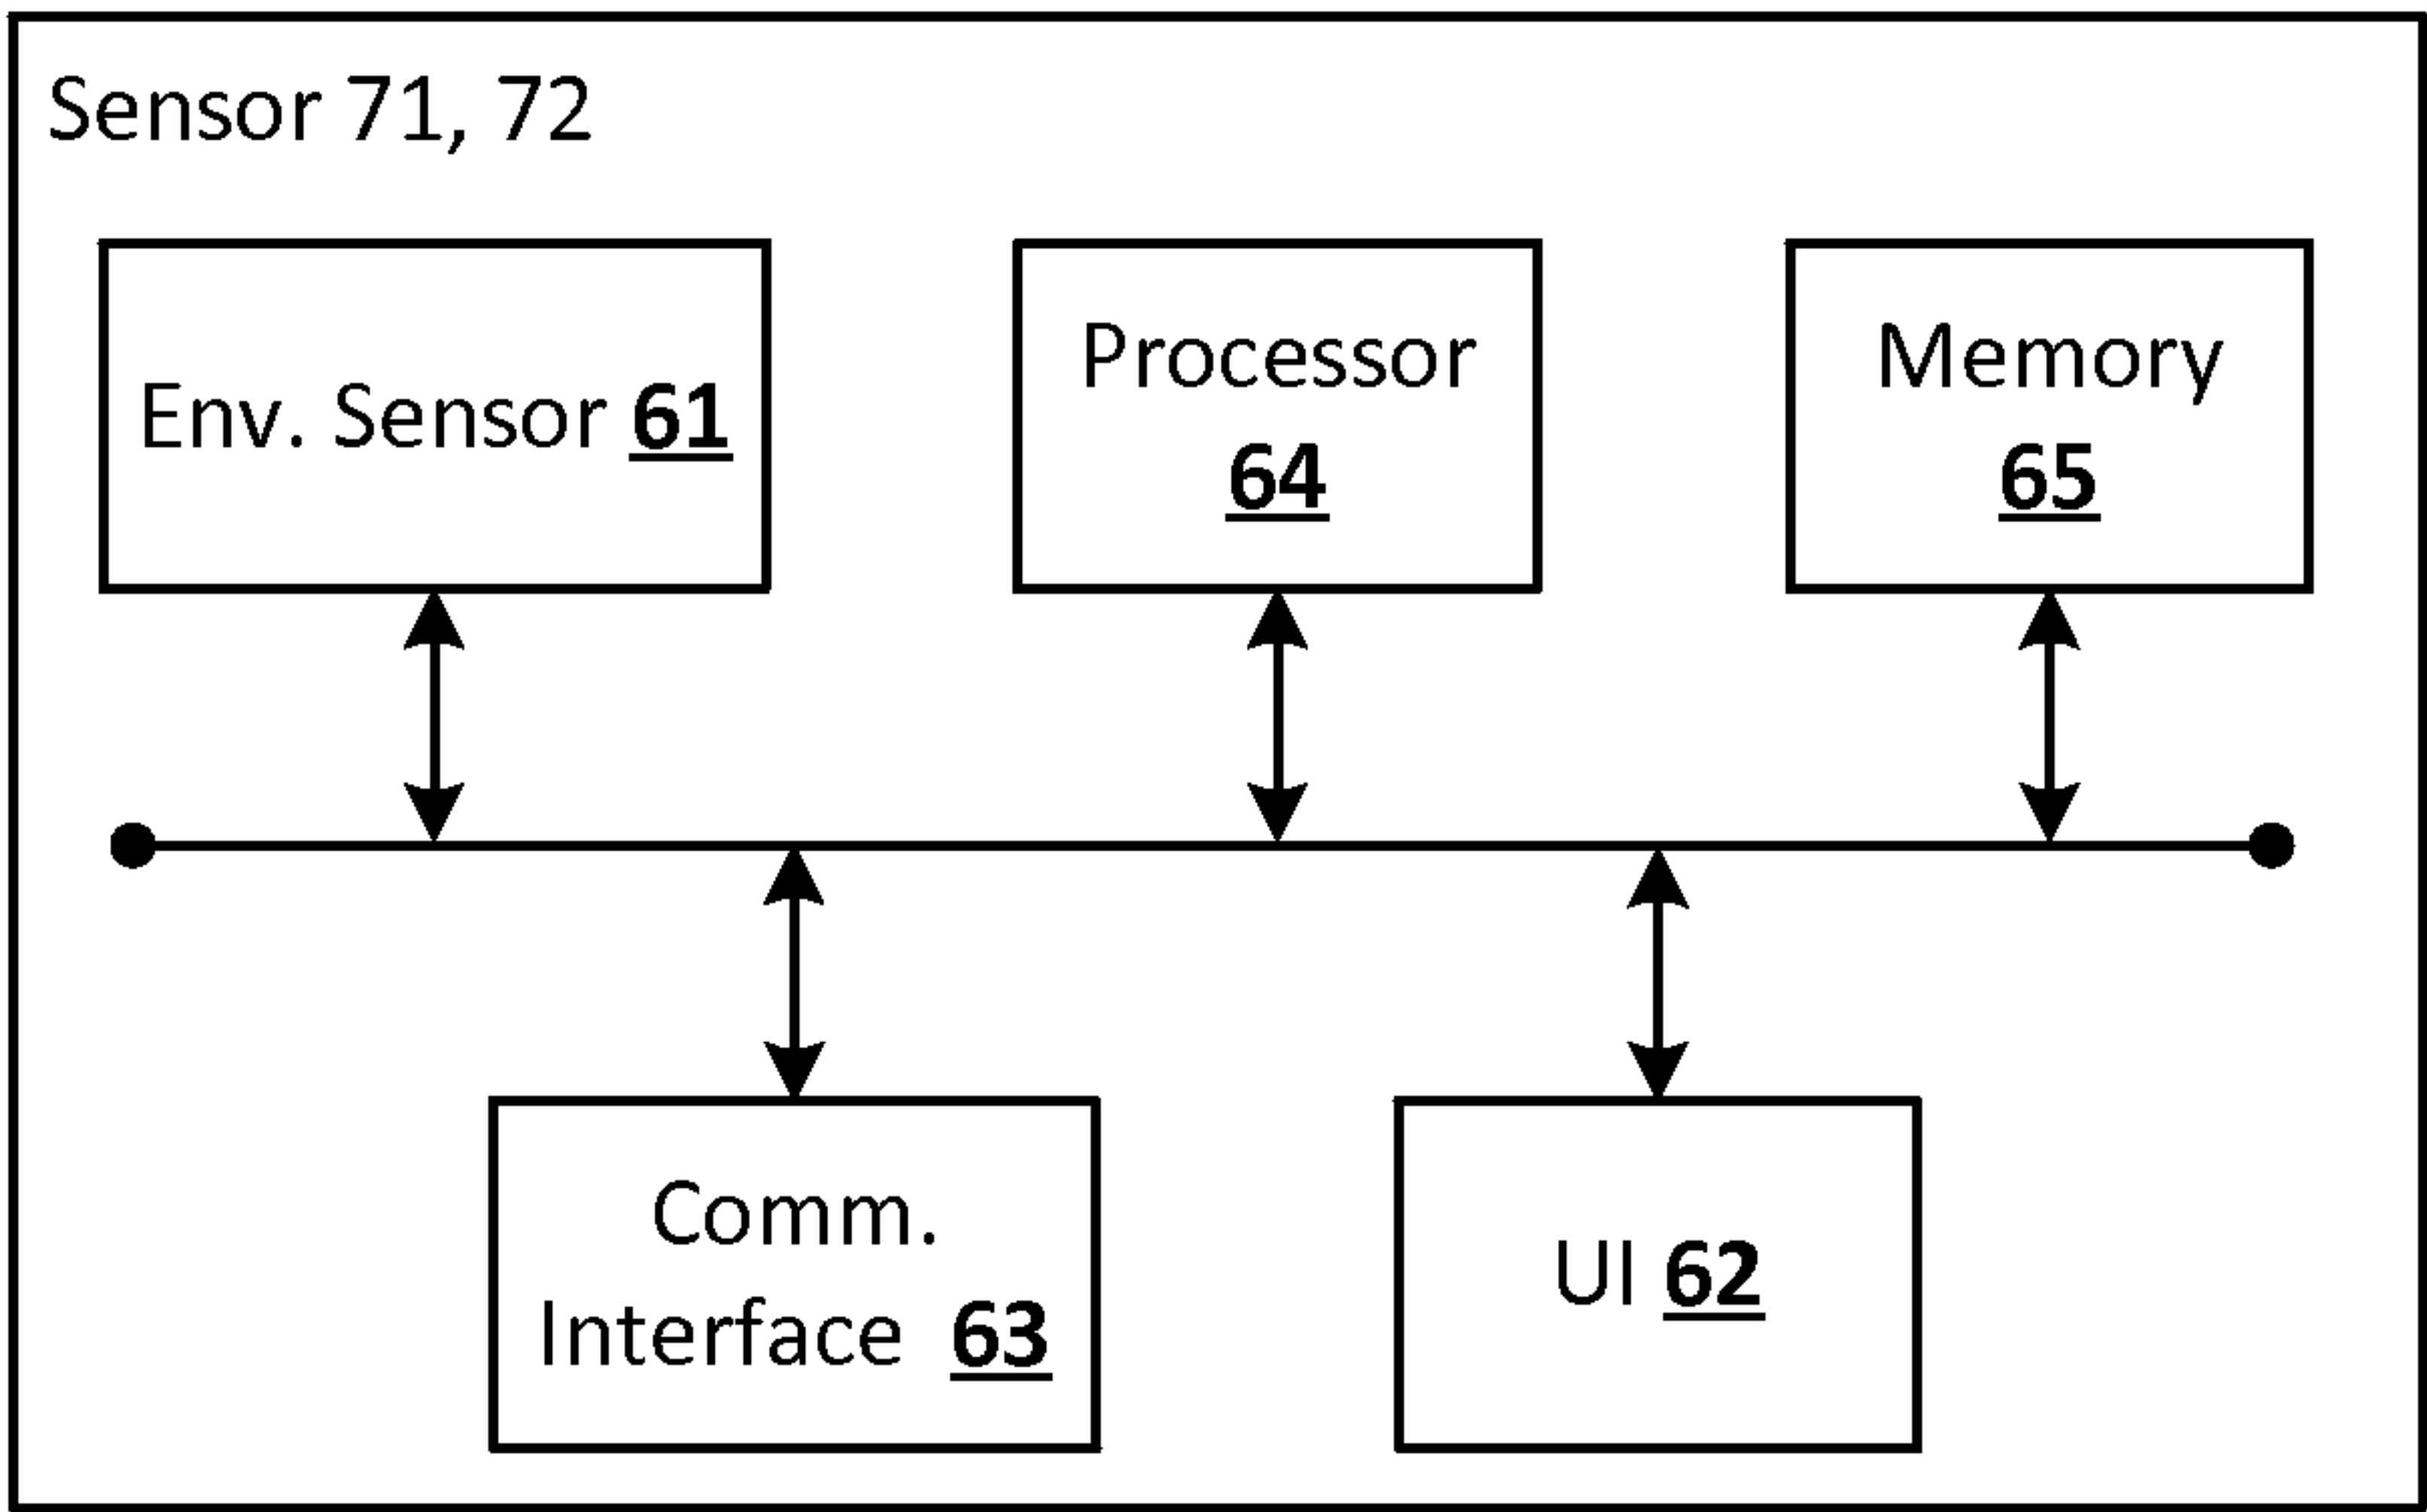 Sensor 71, 72
Env. Sensor 61
Processor
64
Memory
65
Comm.
Interface 63
UI 62